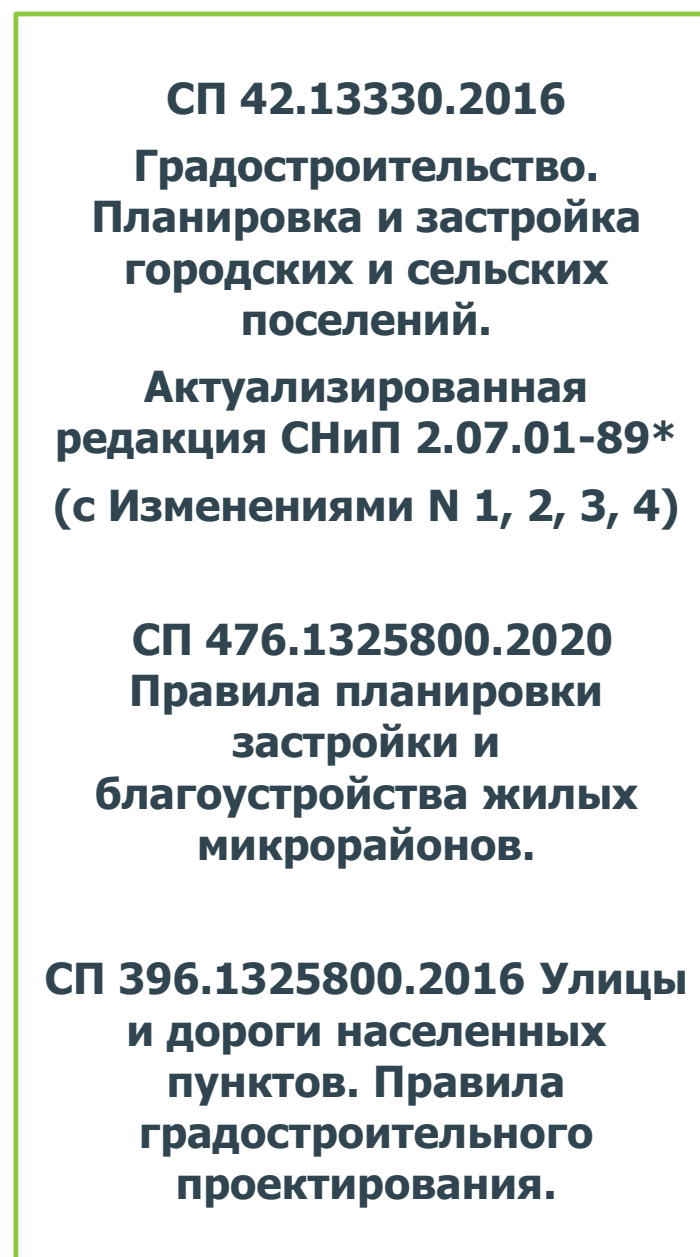 СП 42.13330.2016
Градостроительство.
Планировка и застройка
городских и сельских
поселений.
Актуализированная
редакция СНиП 2.07.01-89*
(с Изменениями N 1, 2, 3, 4)
СП 476.1325800.2020
Правила планировки
застройки и
благоустройства жилых
микрорайонов.
СП 396.1325800.2016 Улицы
и дороги населенных
пунктов. Правила
градостроительного
проектирования.